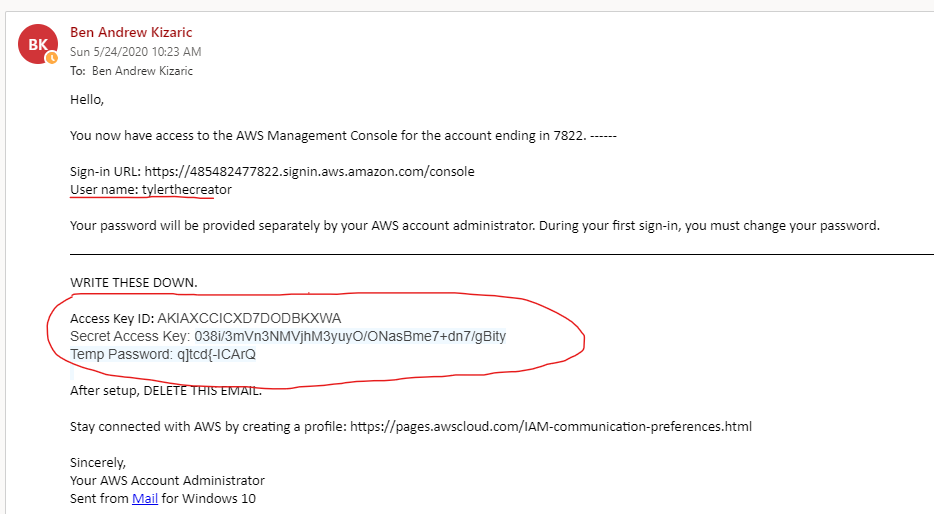 BK
Ben Andrew Kizaric
Sun 5/24/2020 10:23 AM
To: Ben Andrew Kizaric
Hello,
You now have access to the AWS Management Console for the account ending in 7822. ------
Sign-in URL: https://485482477822.signin.aws.amazon.com/console
User name: tylerthecreator
Your password will be provided separately by your AWS account administrator. During your first sign-in, you must change your password.
WRITE THESE DOWN.
Access Key ID: AKIAXCCICXD7DODBKXWA
Secret Access Key: 038i/3mVn3NMVjhM3yuyO/ONasBme7+dn7/gBity
Temp Password: q]tcd{-ICArQ
After setup, DELETE THIS EMAIL.
Stay connected with AWS by creating a profile: https://pages.awscloud.com/IAM-communication-preferences.html
Sincerely,
Your AWS Account Administrator
Sent from Mail for Windows 10